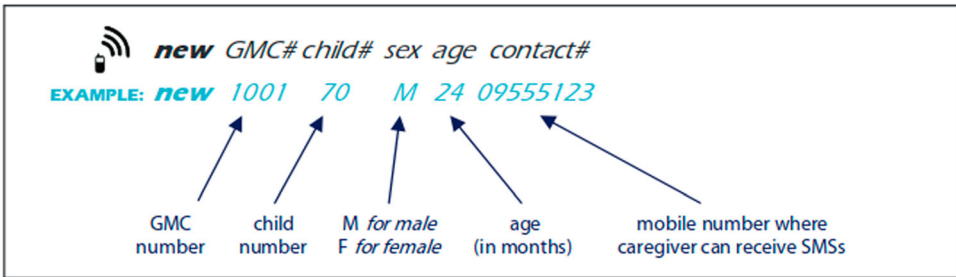 new GMC# child# sex age contact#
EXAMPLE: new 1001 70 M 24 09555123
GMC number
child number
M for male
F for female
age (in months)
mobile number where caregiver can receive SMSs